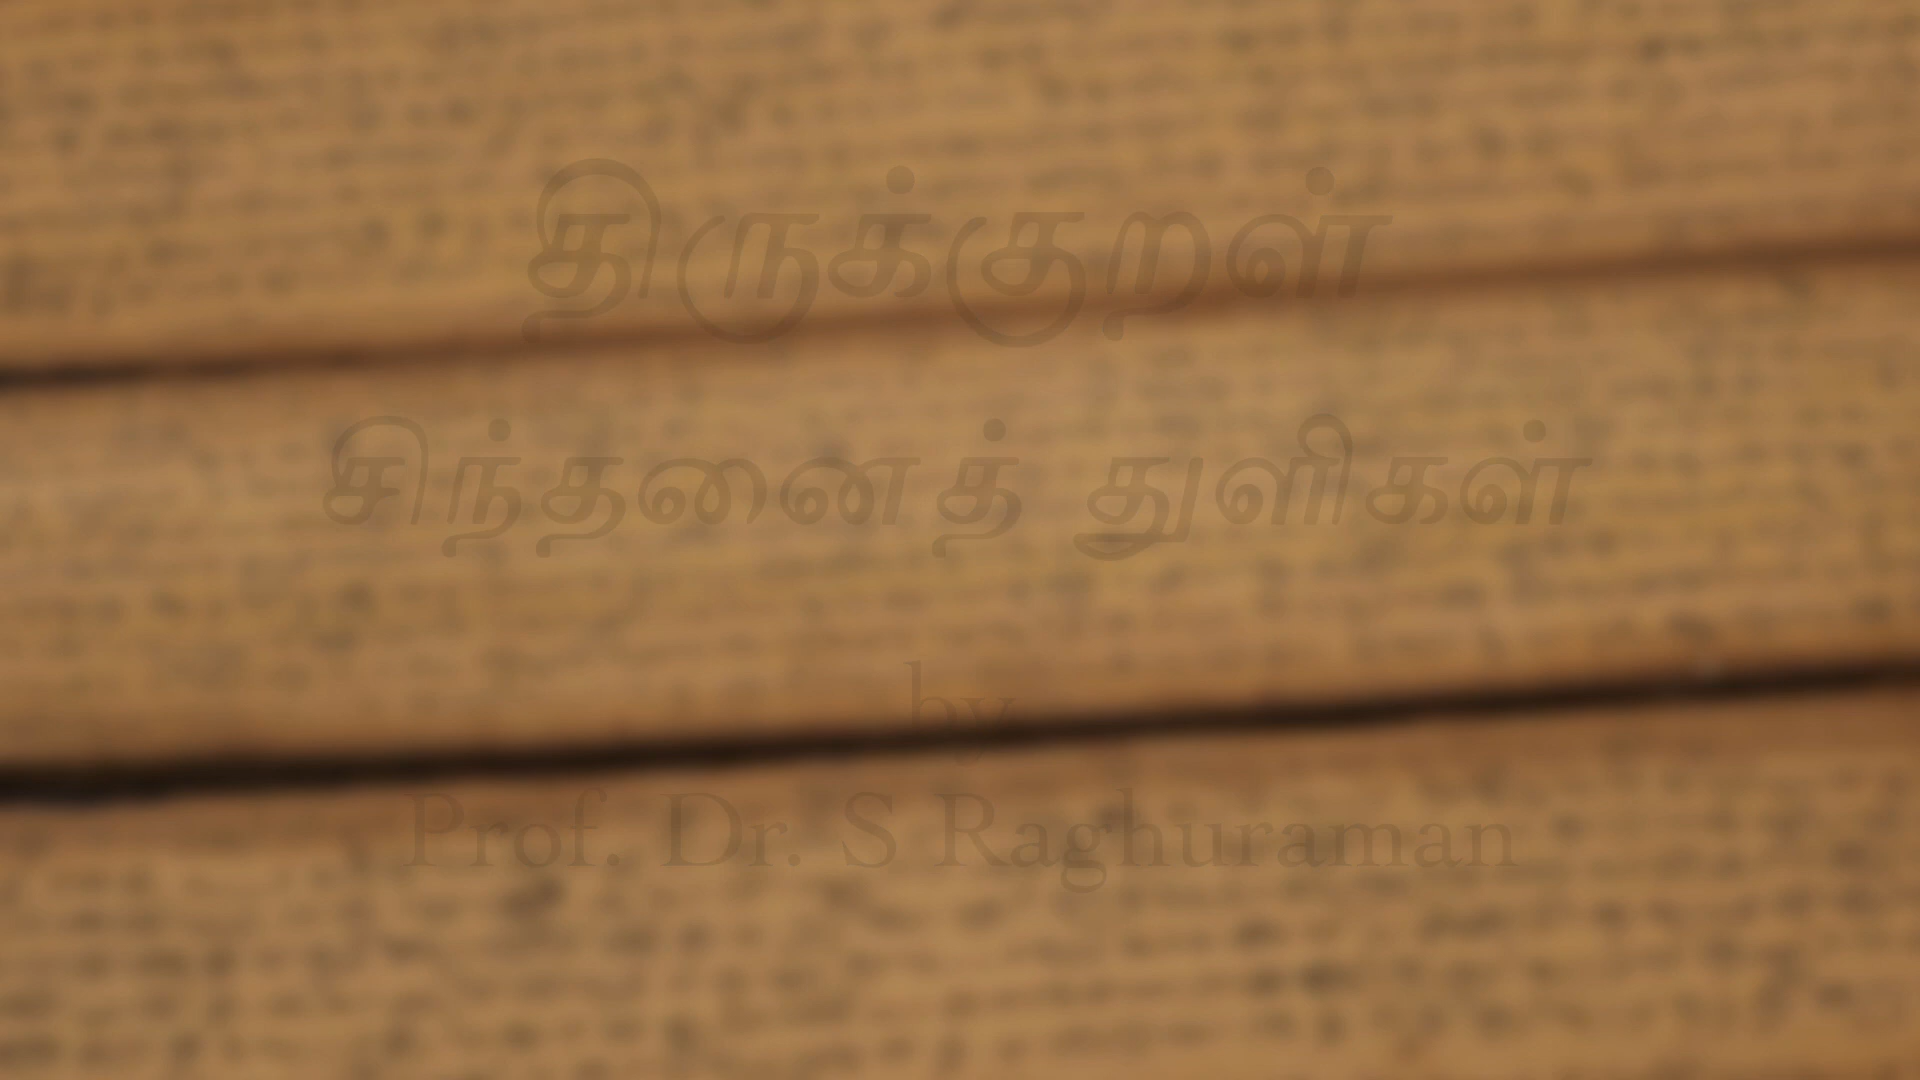 திருக்குறள்
சிந்தனைத் துளிகள்
by
Prof. Dr. S Raghuraman